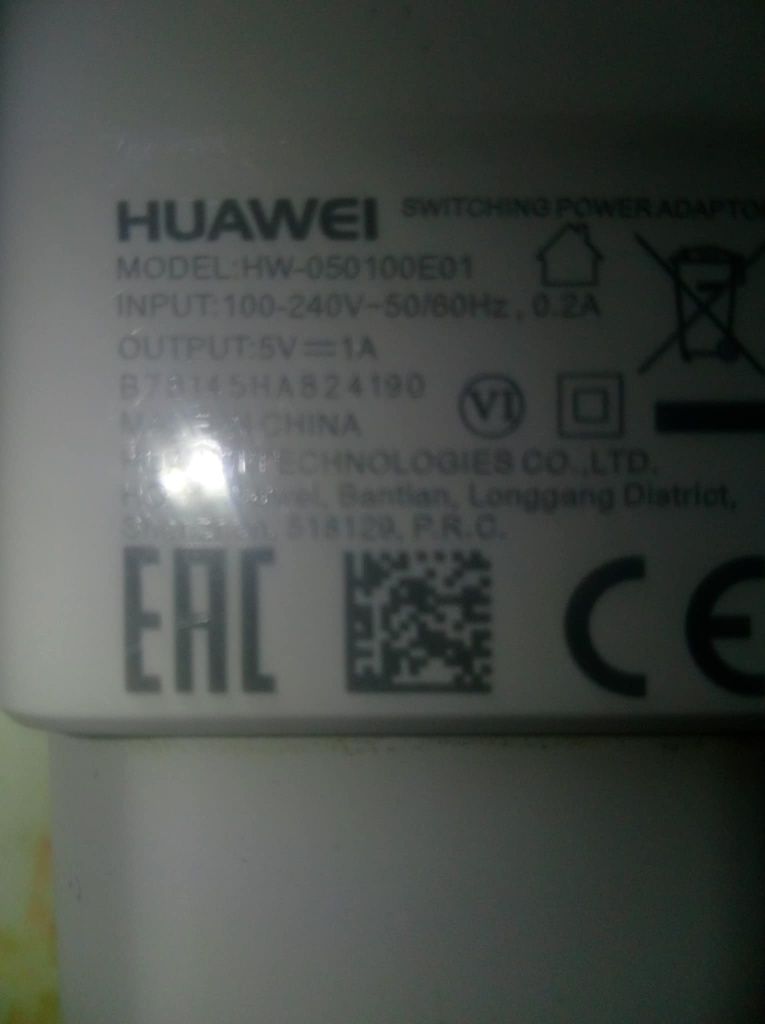 HUAWEI SWITCHING POWER ADAPTO
MODEL:HW-050100E01
INPUT:100-240V~50/60Hz, 0.2A
OUTPUT:5V⎓1A
VI
CHINA
TECHNOLOGIES CO.,LTD.
Bantian, Longgang District,
518129, P.R.C.
EAC CE